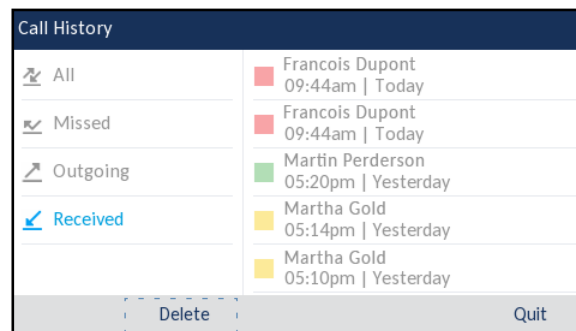 Call History
All
Missed
Outgoing
Received
Francois Dupont
09:44am | Today
Francois Dupont
09:44am | Today
Martin Perderson
05:20pm | Yesterday
Martha Gold
05:14pm | Yesterday
Martha Gold
05:10pm | Yesterday
Delete
Quit